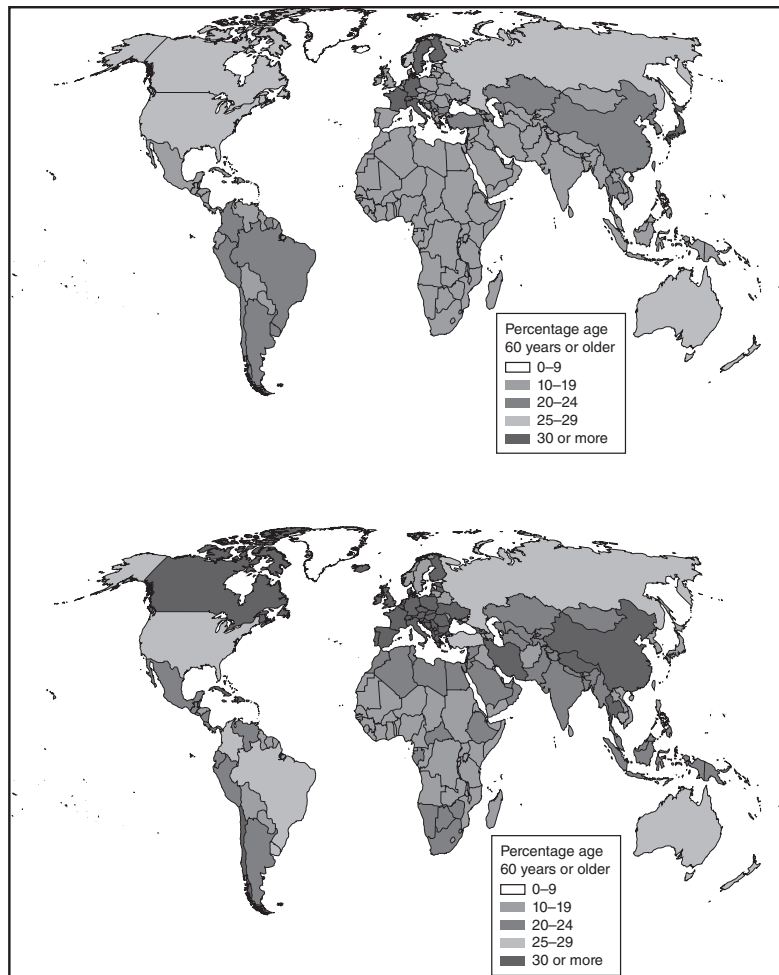 Percentage age
60 years or older
0–9
10–19
20–24
25–29
30 or more
Percentage age
60 years or older
0–9
10–19
20–24
25–29
30 or more